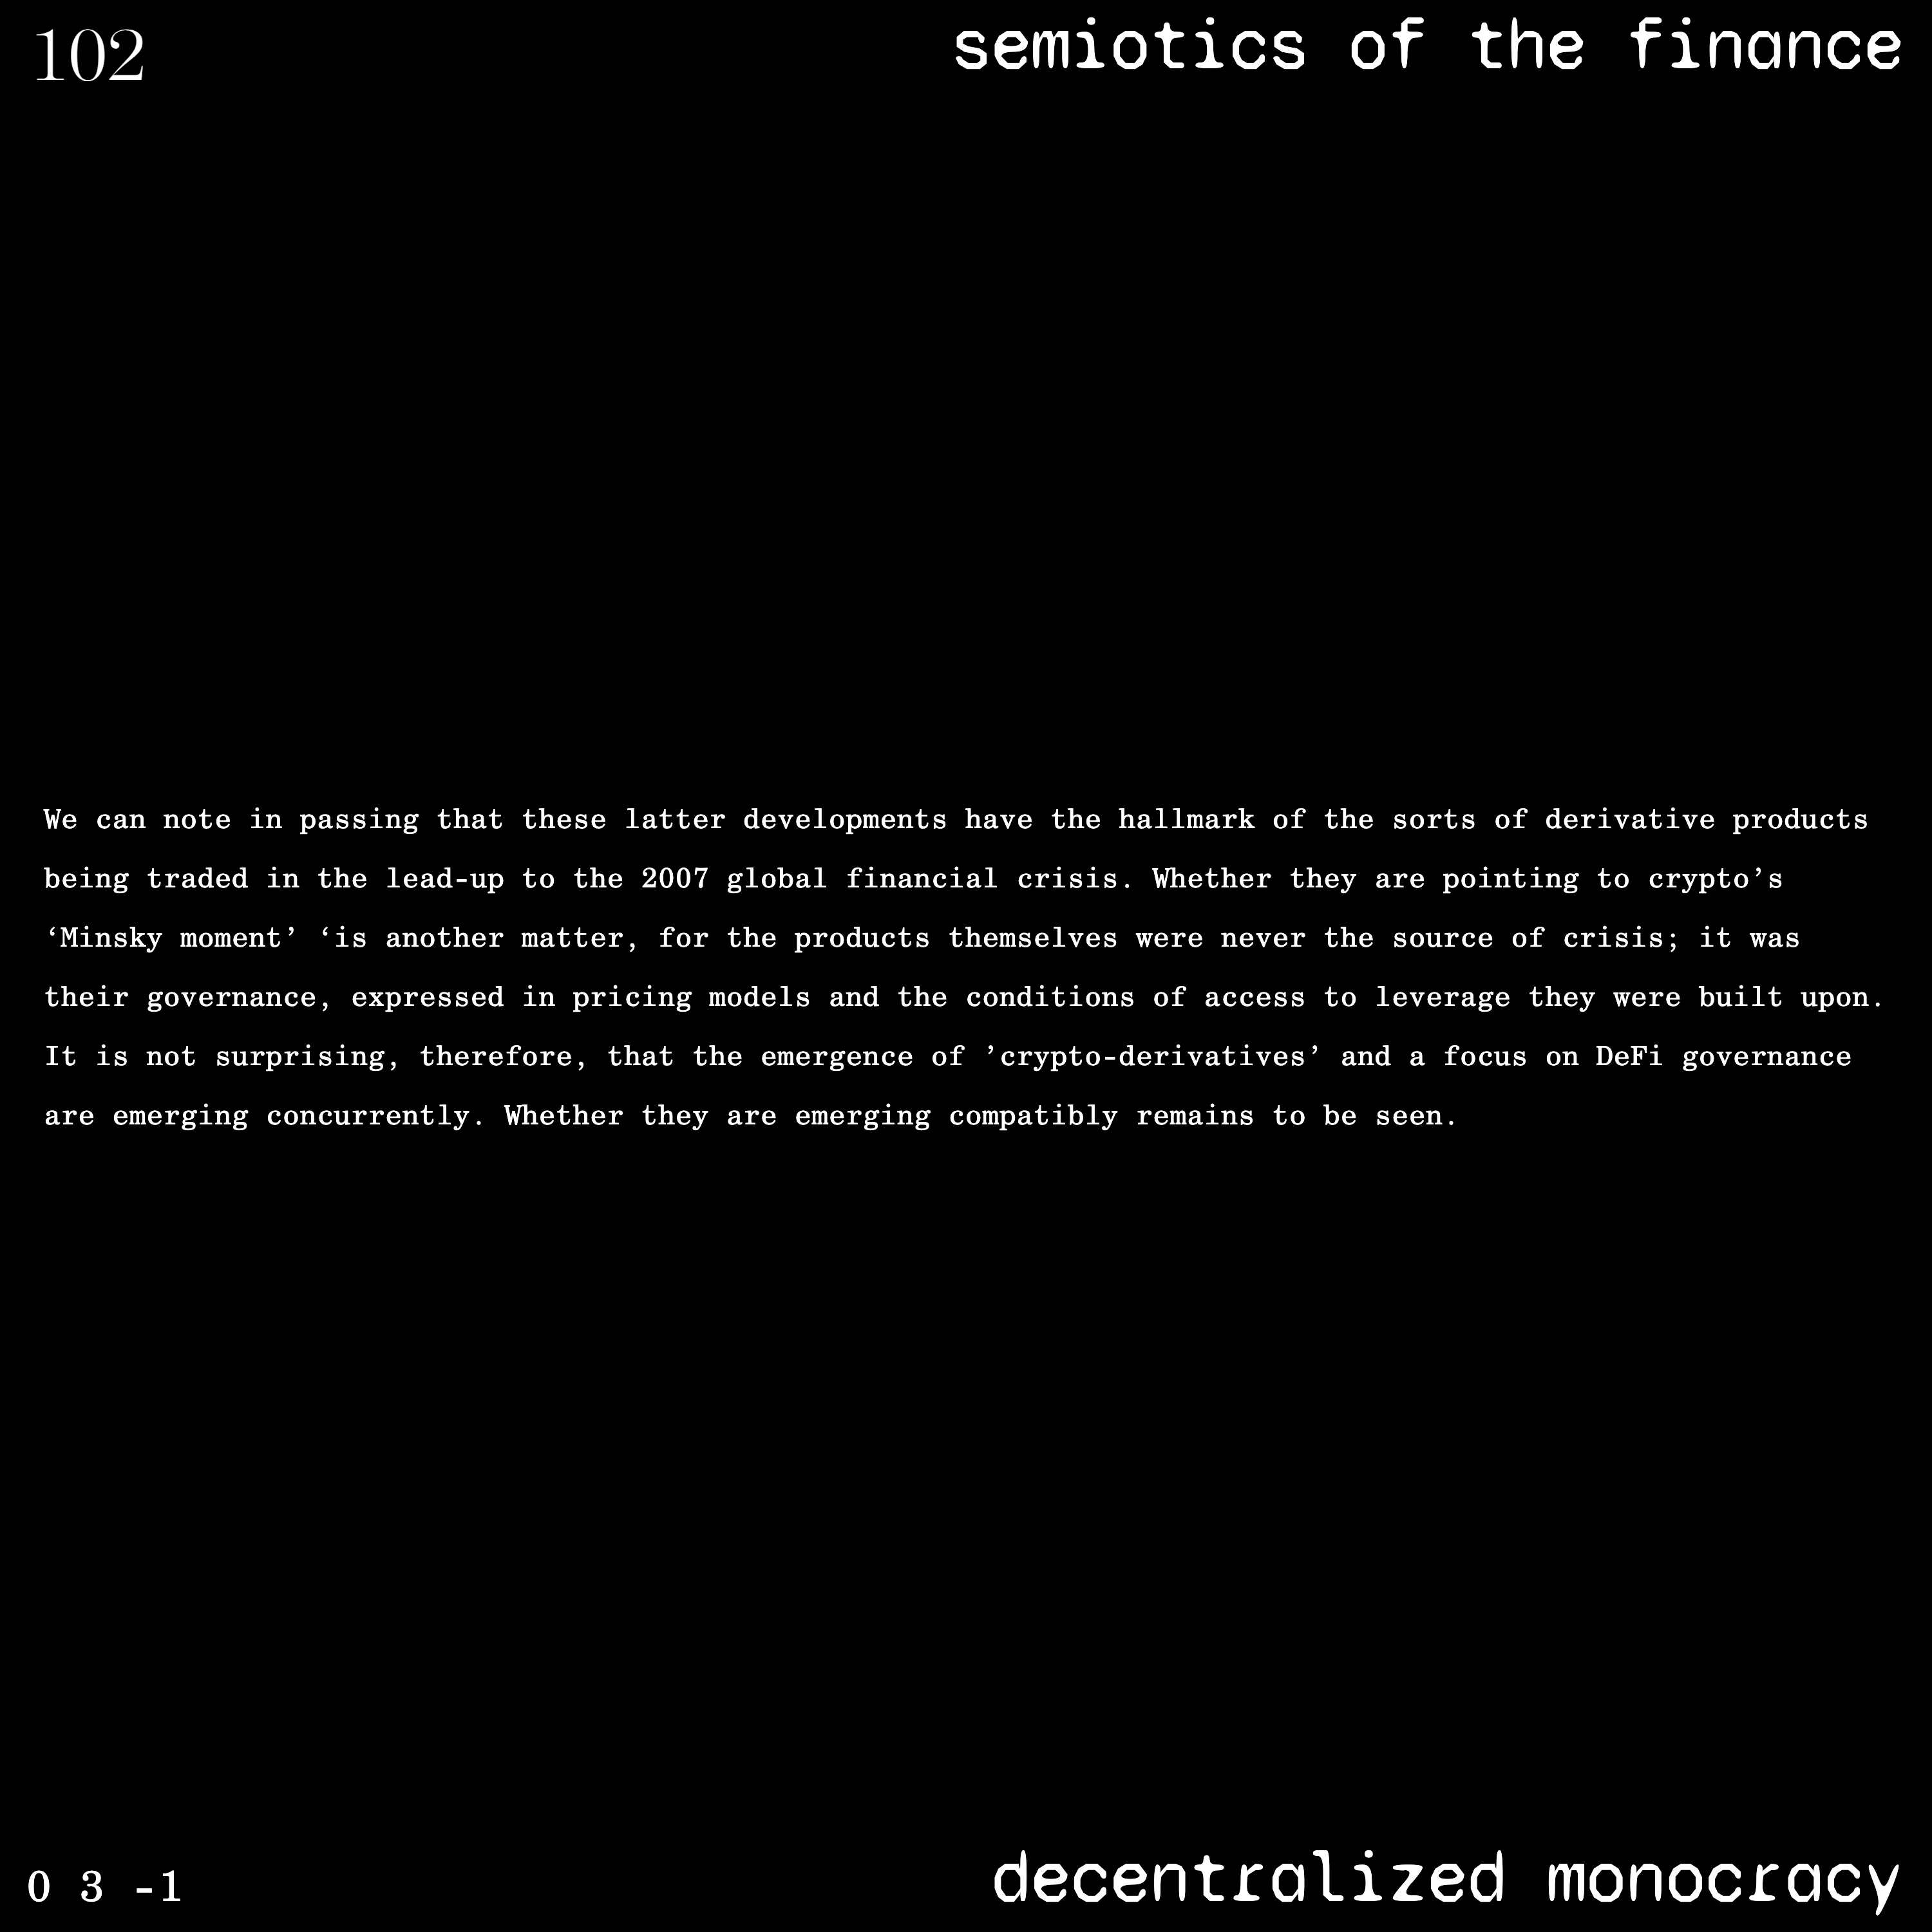 102
semiotics of the finance
We can note in passing that these latter developments have the hallmark of the sorts of derivative products
being traded in the lead-up to the 2007 global financial crisis. Whether they are pointing to crypto’s
‘Minsky moment’ ‘is another matter, for the products themselves were never the source of crisis; it was
their governance, expressed in pricing models and the conditions of access to leverage they were built upon.
It is not surprising, therefore, that the emergence of ’crypto-derivatives’ and a focus on DeFi governance
are emerging concurrently. Whether they are emerging compatibly remains to be seen.
0 3 -1
decentralized monocracy